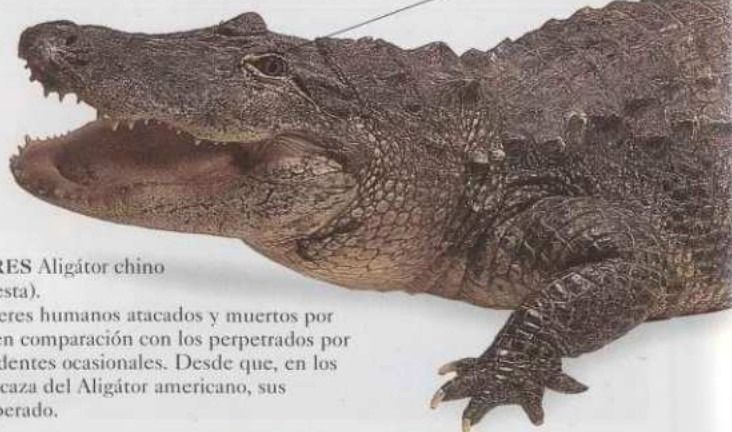 RES Aligátor chino
esta).
eres humanos atacados y muertos por
en comparación con los perpetrados por
dentes ocasionales. Desde que, en los
caza del Aligátor americano, sus
perado.